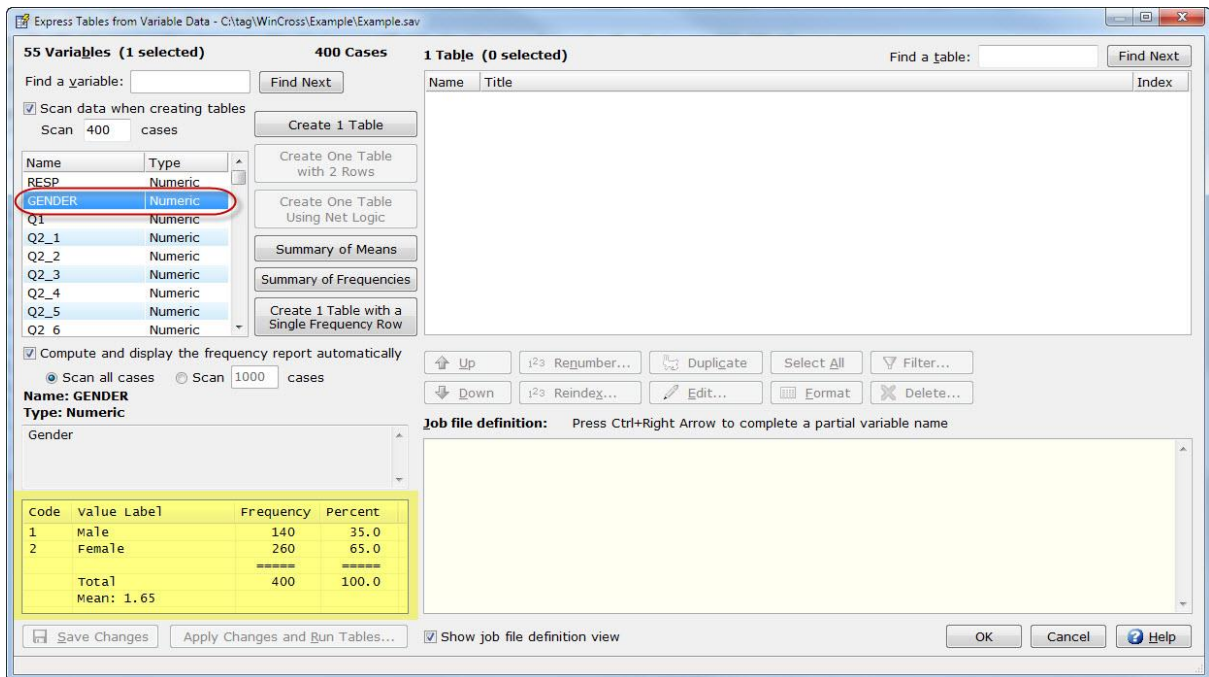 Express Tables from Variable Data - C:\tag\WinCross\Example\Example.sav
55 Variables (1 selected) 400 Cases
Find a variable: Find Next
Scan data when creating tables
Scan 400 cases
Name Type
RESP Numeric
GENDER Numeric
Q1 Numeric
Q2_1 Numeric
Q2_2 Numeric
Q2_3 Numeric
Q2_4 Numeric
Q2_5 Numeric
Q2_6 Numeric
Create 1 Table
Create One Table
with 2 Rows
Create One Table
Using Net Logic
Summary of Means
Summary of Frequencies
Create 1 Table with a
Single Frequency Row
Compute and display the frequency report automatically
Scan all cases Scan 1000 cases
Name: GENDER
Type: Numeric
Gender
Code Value Label Frequency Percent
1 Male 140 35.0
2 Female 260 65.0
===== =====
Total 400 100.0
Mean: 1.65
Save Changes Apply Changes and Run Tables...
1 Table (0 selected) Find a table: Find Next
Name Title Index
Up 123 Renumber... Duplicate Select All Filter...
Down 123 Reindex... Edit... Format Delete...
Job file definition: Press Ctrl+Right Arrow to complete a partial variable name
Show job file definition view OK Cancel Help